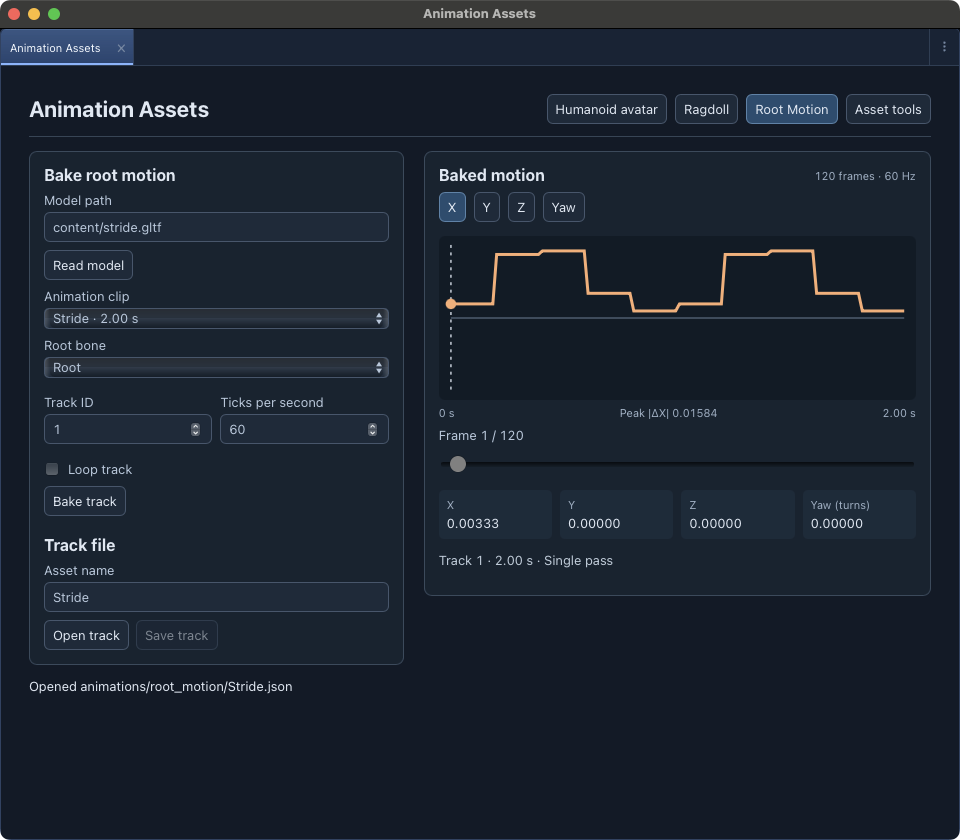 Animation Assets
Animation Assets
Animation Assets
Humanoid avatar
Ragdoll
Root Motion
Asset tools
Bake root motion
Model path
content/stride.gltf
Read model
Animation clip
Stride · 2.00 s
Root bone
Root
Track ID
Ticks per second
1
60
Loop track
Bake track
Track file
Asset name
Stride
Open track
Save track
Opened animations/root_motion/Stride.json
Baked motion
120 frames · 60 Hz
X
Y
Z
Yaw
0 s
Peak |ΔX| 0.01584
2.00 s
Frame 1 / 120
X
0.00333
Y
0.00000
Z
0.00000
Yaw (turns)
0.00000
Track 1 · 2.00 s · Single pass